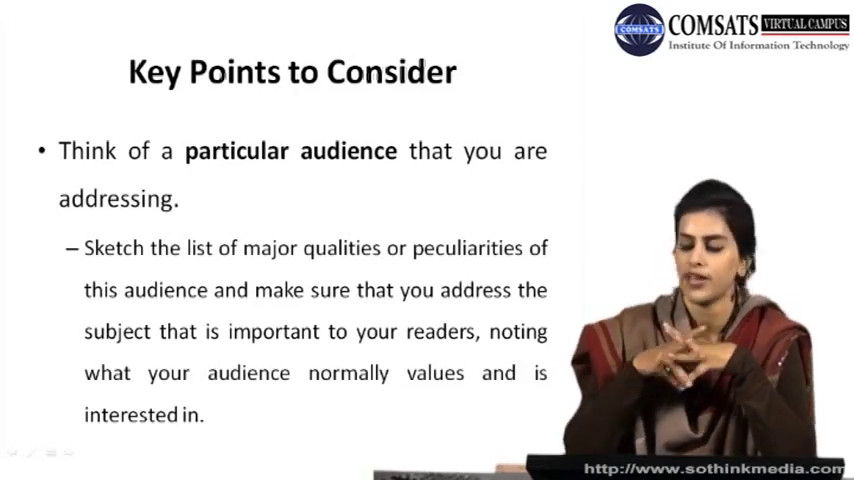 COMSATS VIRTUAL CAMPUS
Institute Of Information Technology
COMSATS
Key Points to Consider
• Think of a particular audience that you are
addressing.
– Sketch the list of major qualities or peculiarities of
this audience and make sure that you address the
subject that is important to your readers, noting
what your audience normally values and is
interested in.
http://www.sothinkmedia.com